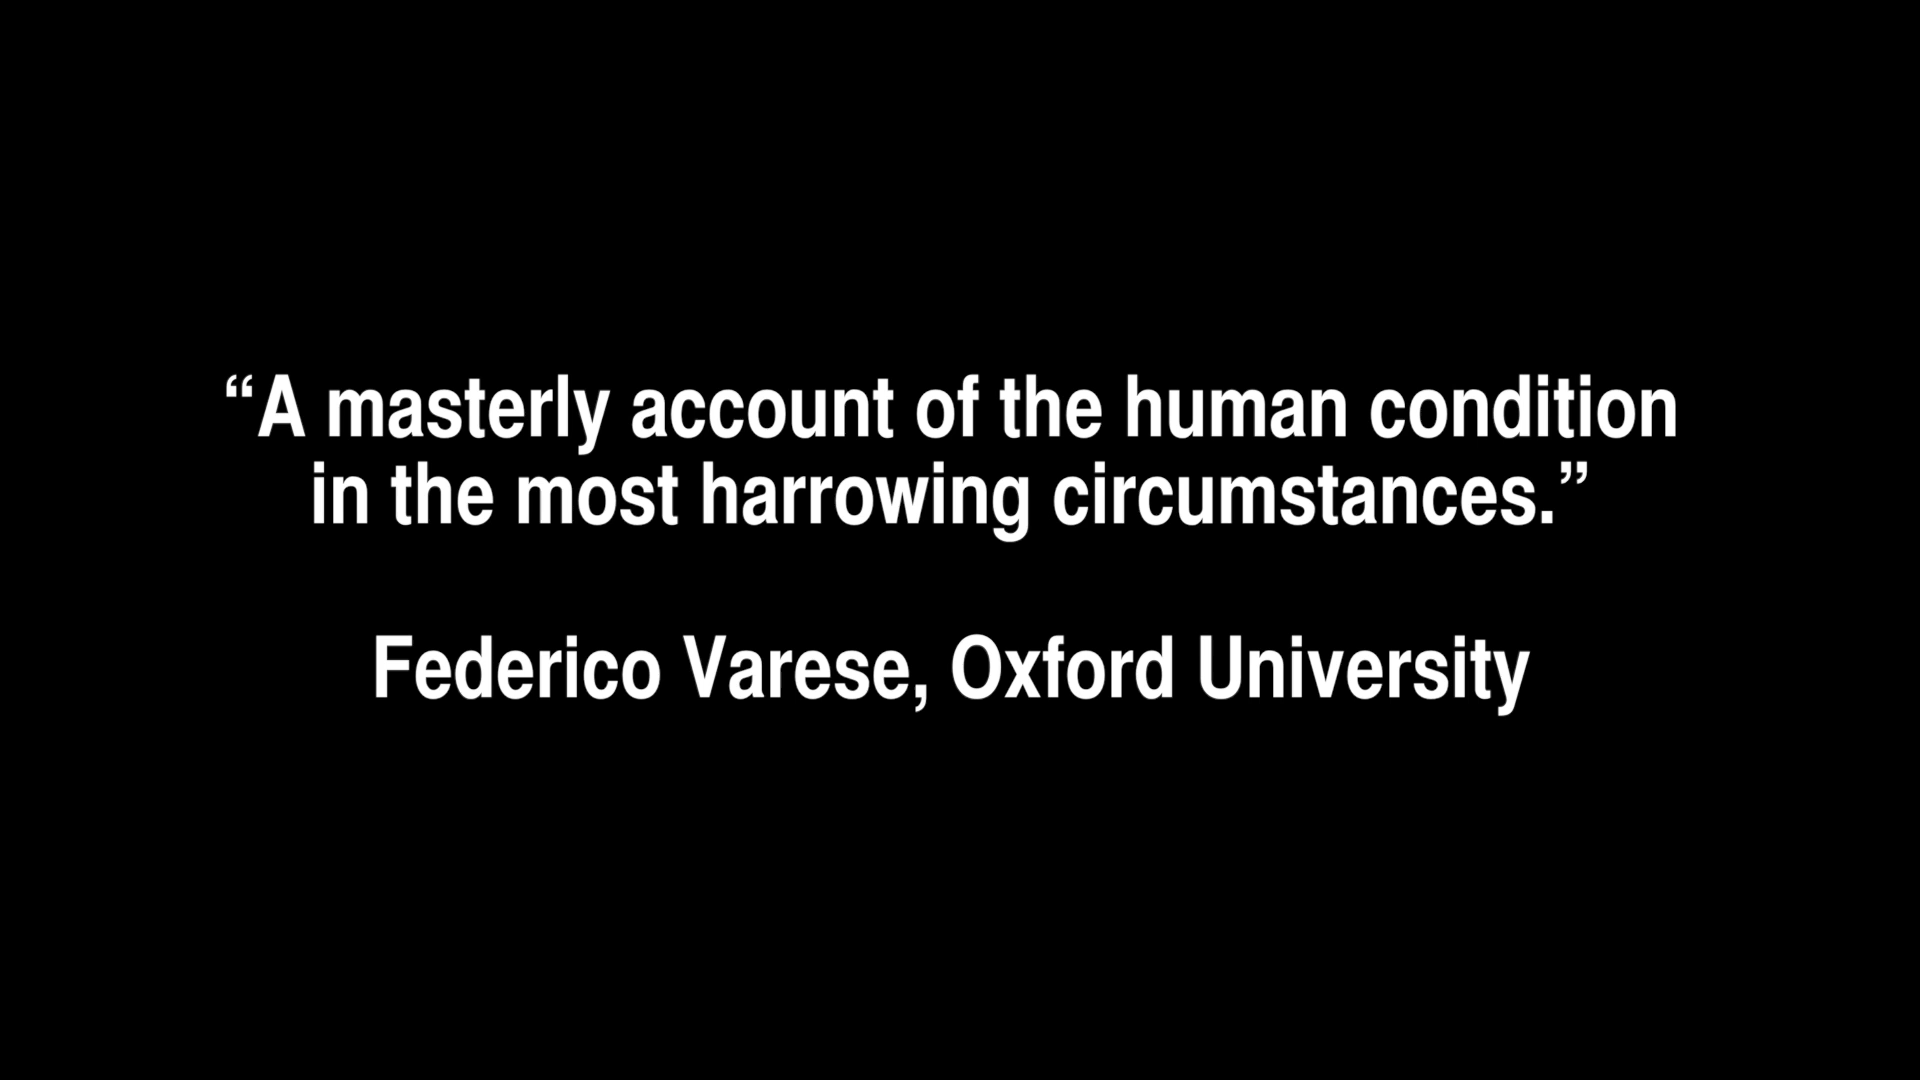 “A masterly account of the human condition
in the most harrowing circumstances.”
Federico Varese, Oxford University